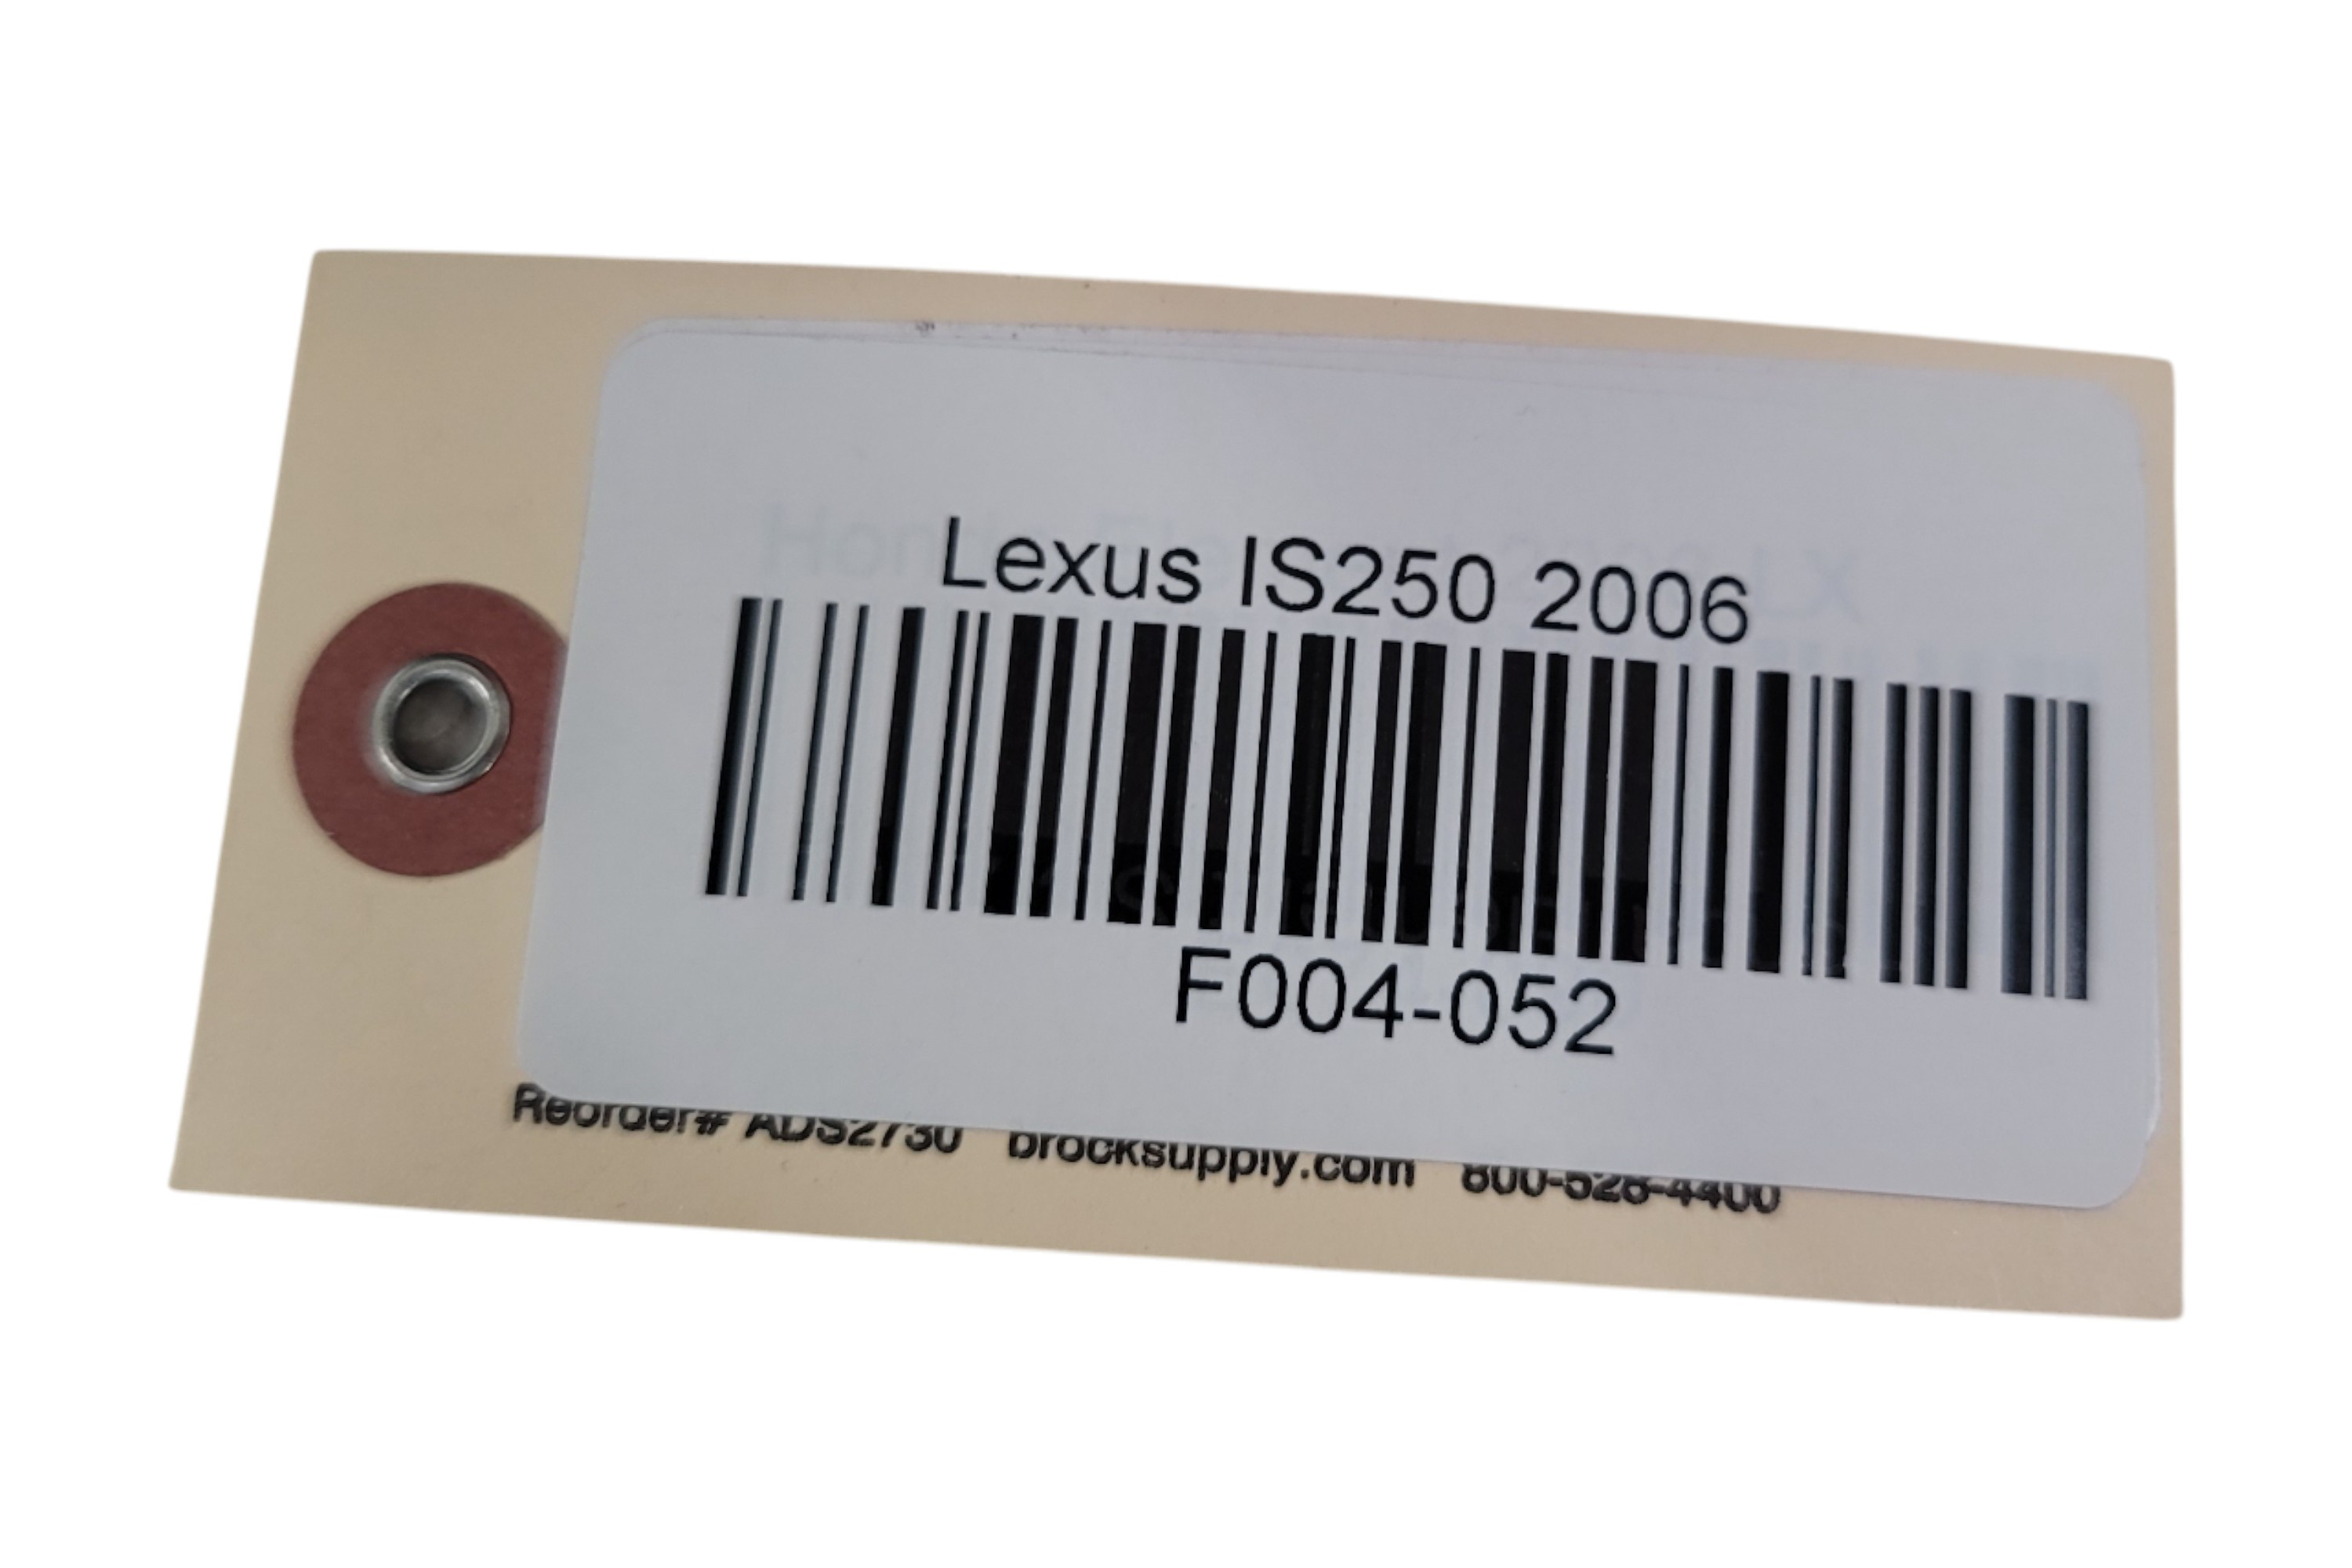 Lexus IS250 2006
F004-052
Reorder# ADS2730 brocksupply.com 800-528-4400